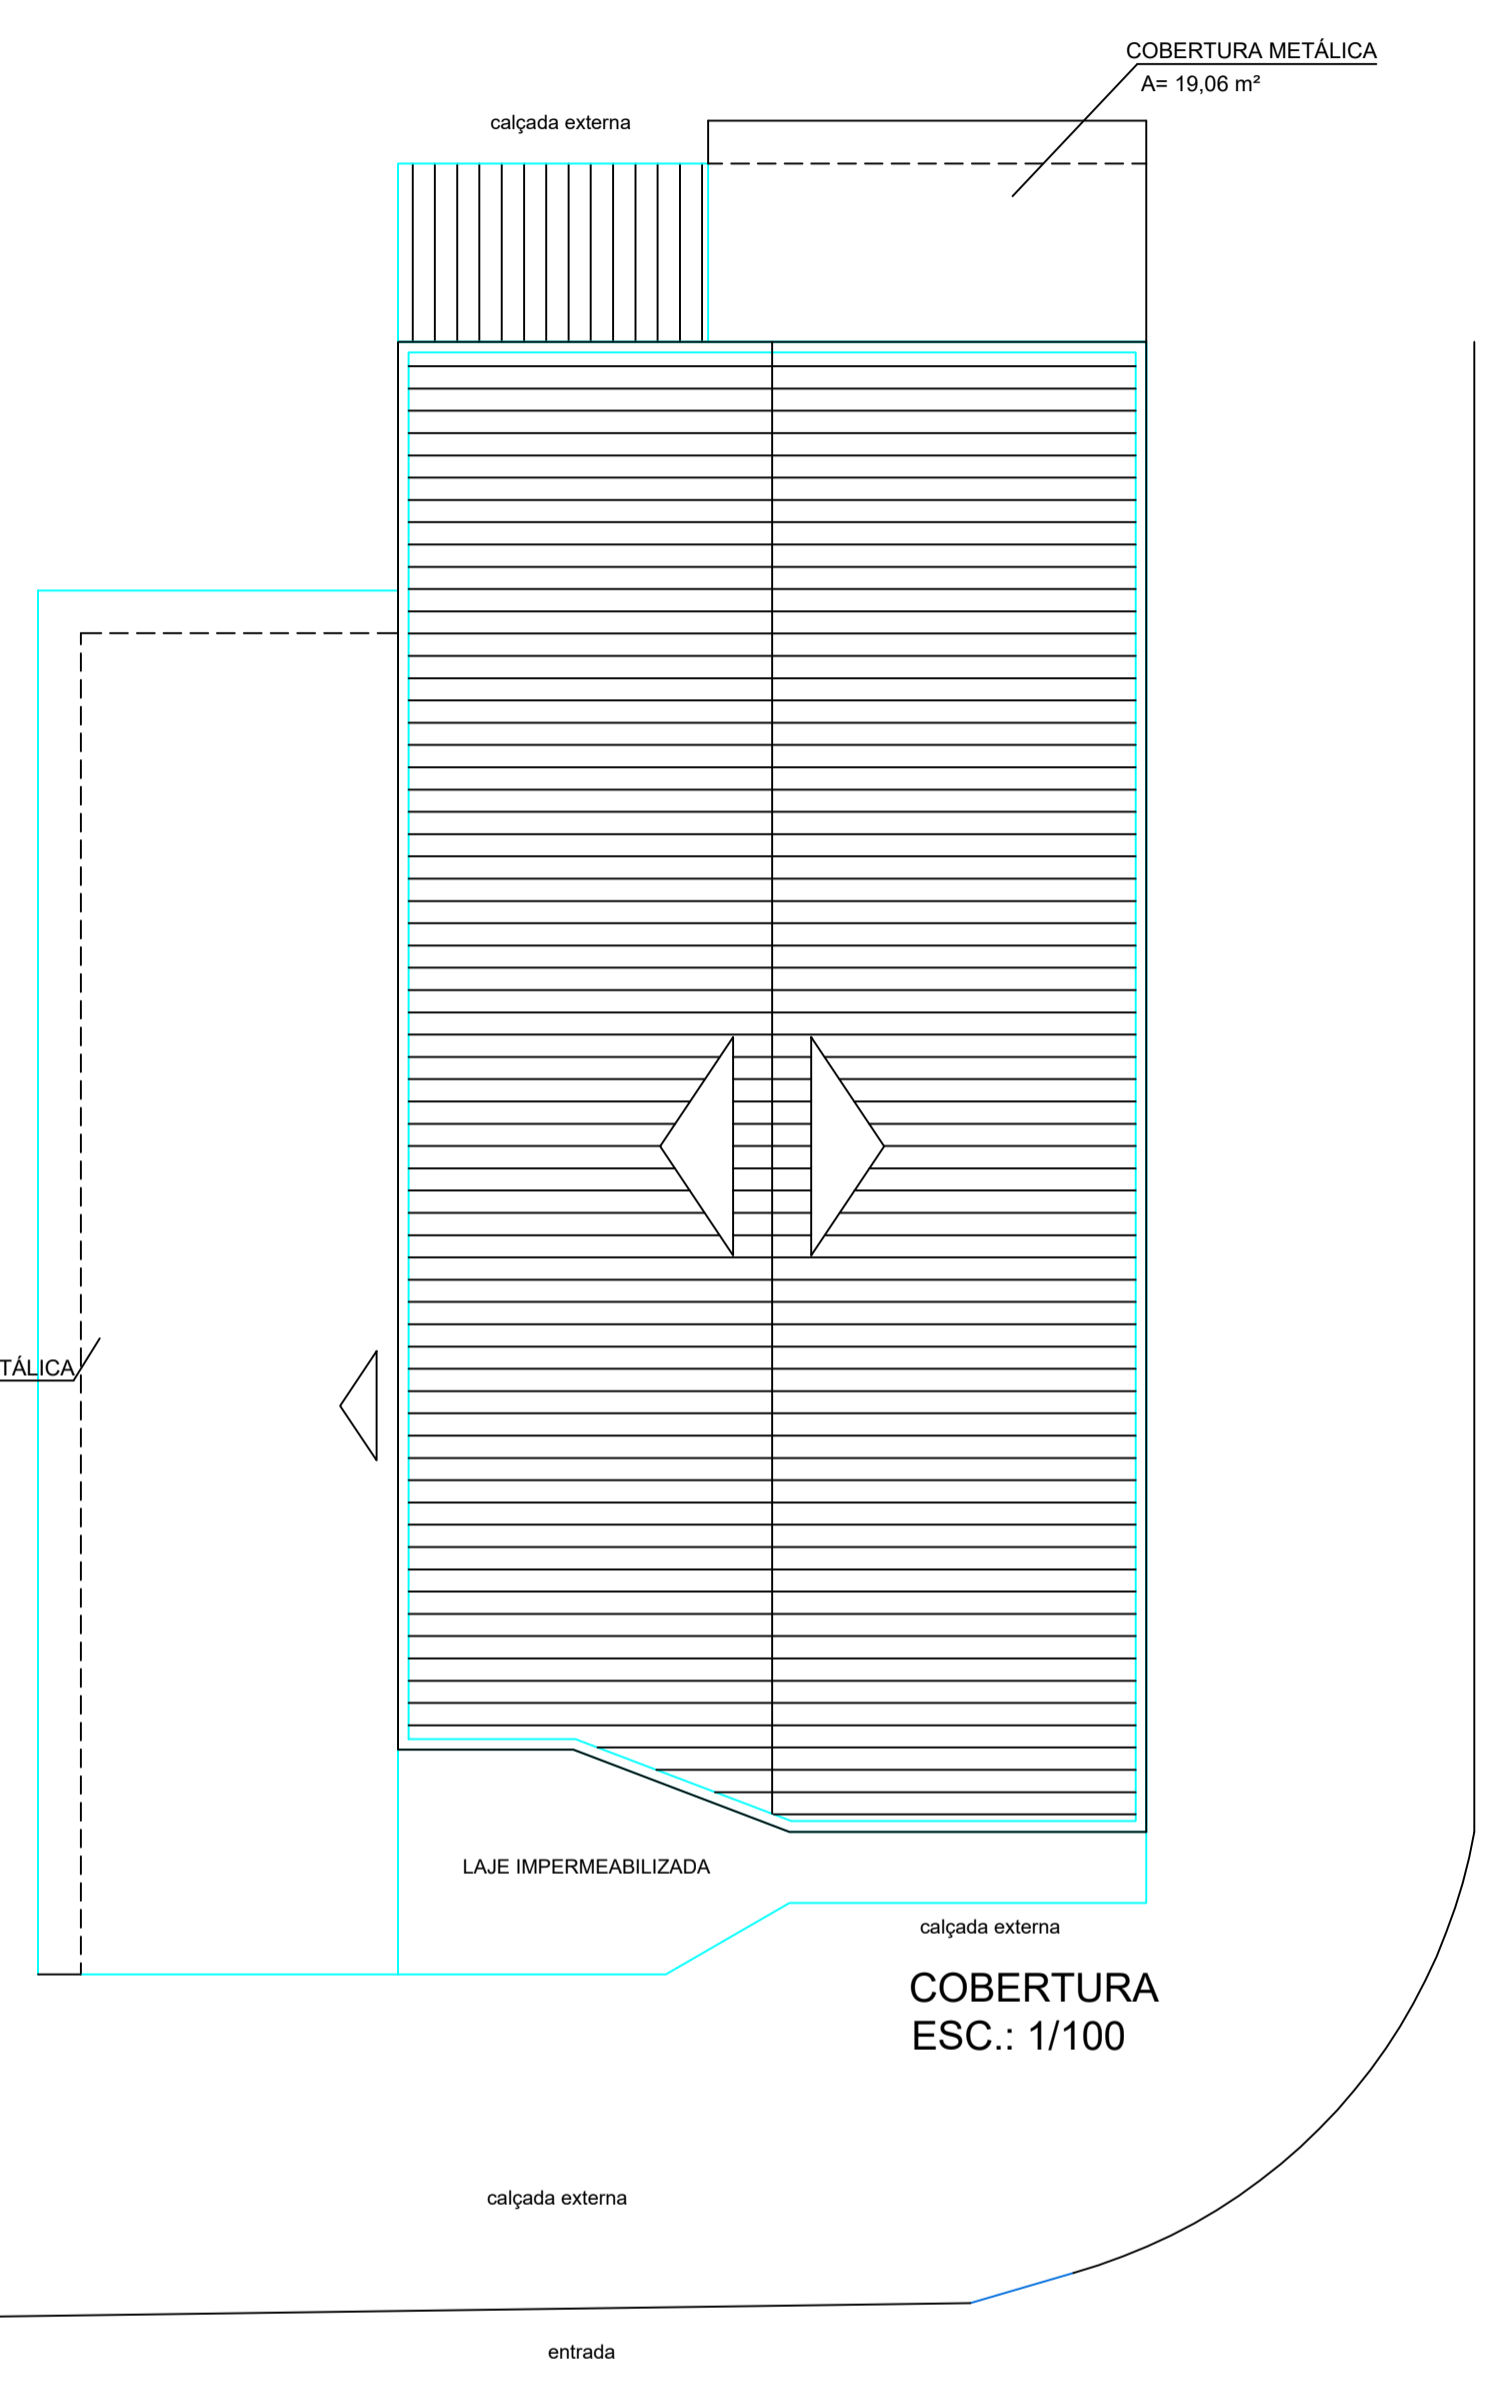 COBERTURA METÁLICA
A= 19,06 m²
calçada externa
TÁLICA
LAJE IMPERMEABILIZADA
calçada externa
COBERTURA
ESC.: 1/100
calçada externa
entrada